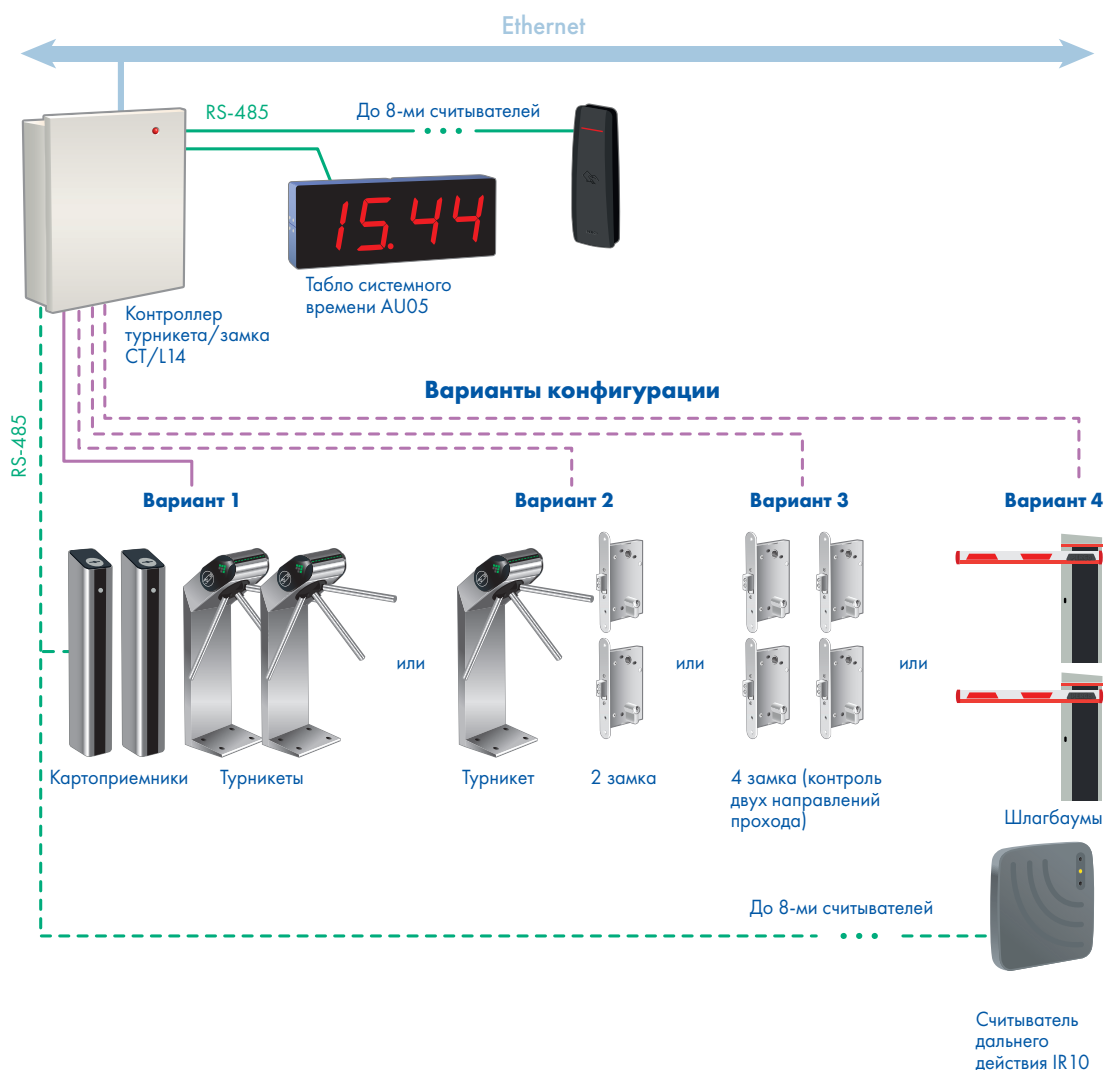 Ethernet
RS-485
До 8-ми считывателей
15.44
Табло системного
времени AU05
Контроллер
турникета/замка
CT/L14
Варианты конфигурации
RS-485
Вариант 1
Вариант 2
Вариант 3
Вариант 4
или
или
или
Картоприемники
Турникеты
Турникет
2 замка
4 замка (контроль
двух направлений
прохода)
Шлагбаумы
До 8-ми считывателей
Считыватель
дальнего
действия IR10